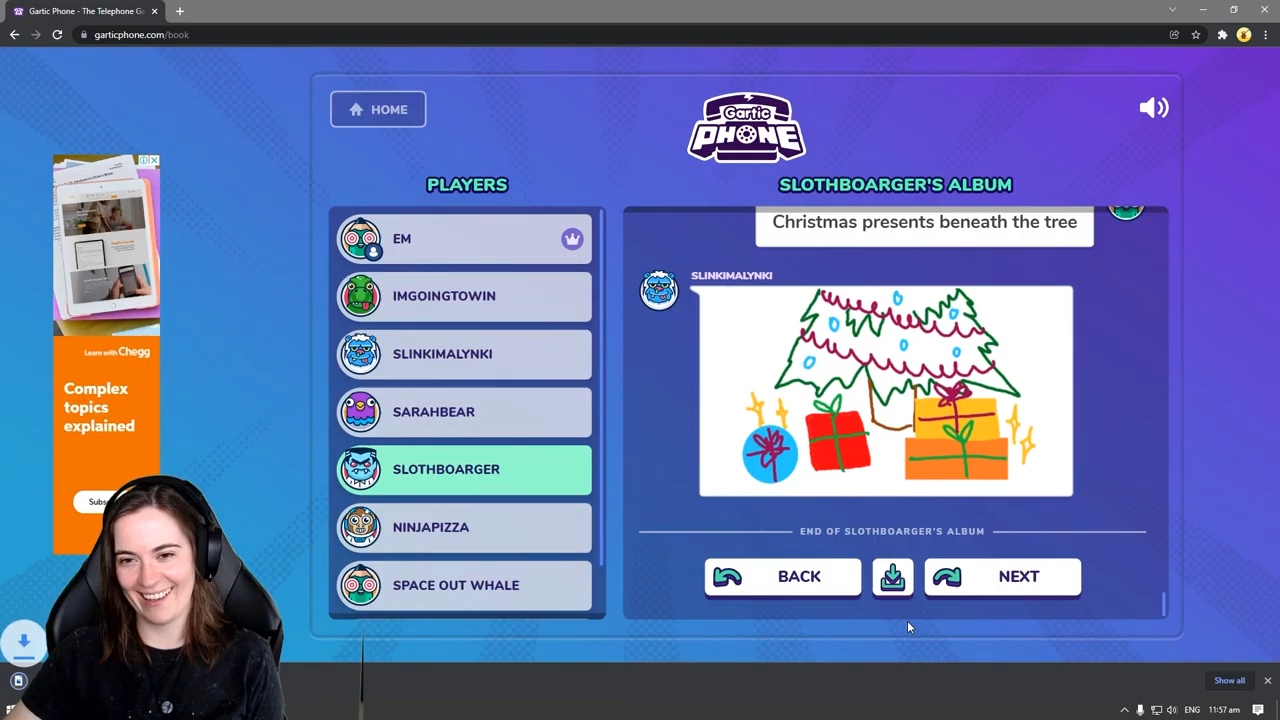 Gartic Phone - The Telephone Ga
garticphone.com/book
HOME
Gartic
PHONE
PLAYERS
SLOTHBOARGER'S ALBUM
EM
IMGOINGTOWIN
SLINKIMALYNKI
SARAHBEAR
SLOTHBOARGER
NINJAPIZZA
SPACE OUT WHALE
Christmas presents beneath the tree
SLINKIMALYNKI
END OF SLOTHBOARGER'S ALBUM
BACK
NEXT
Learn with Chegg
Complex
topics
explained
Subs
Show all
ENG
11:57 am